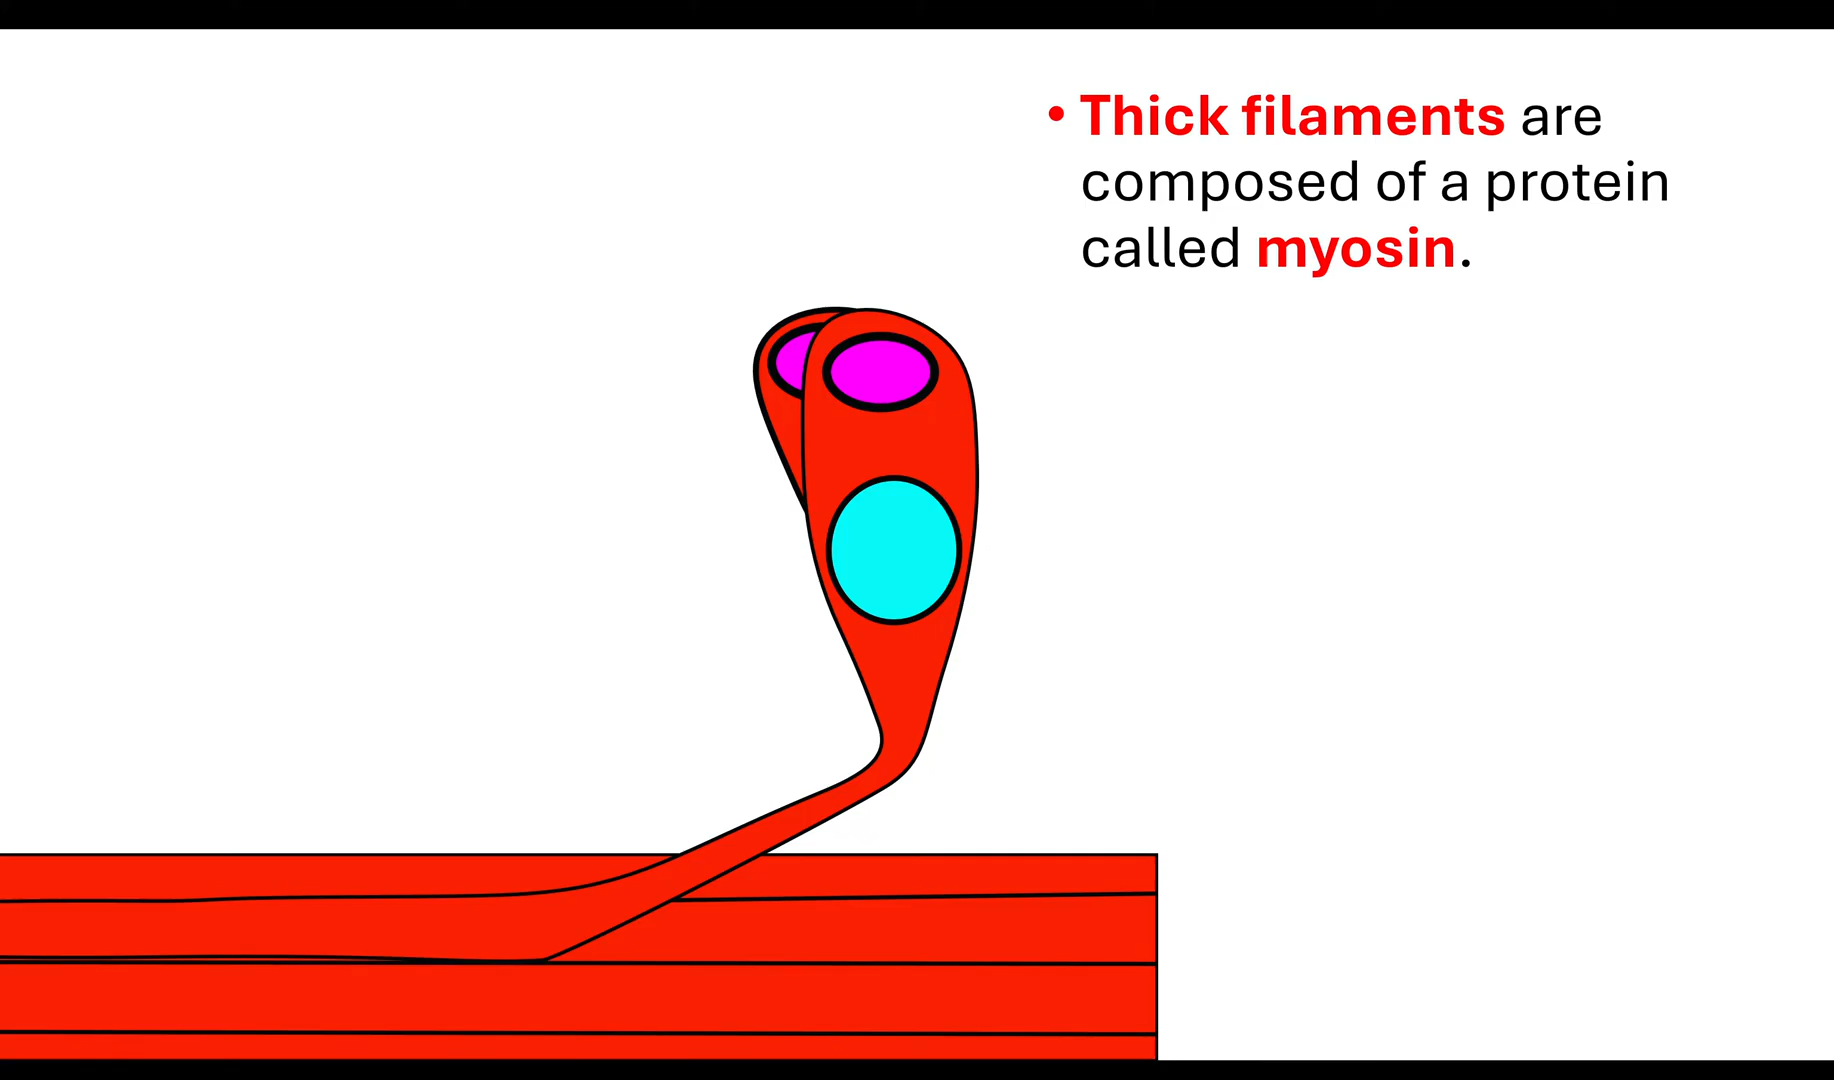 • Thick filaments are
composed of a protein
called myosin.